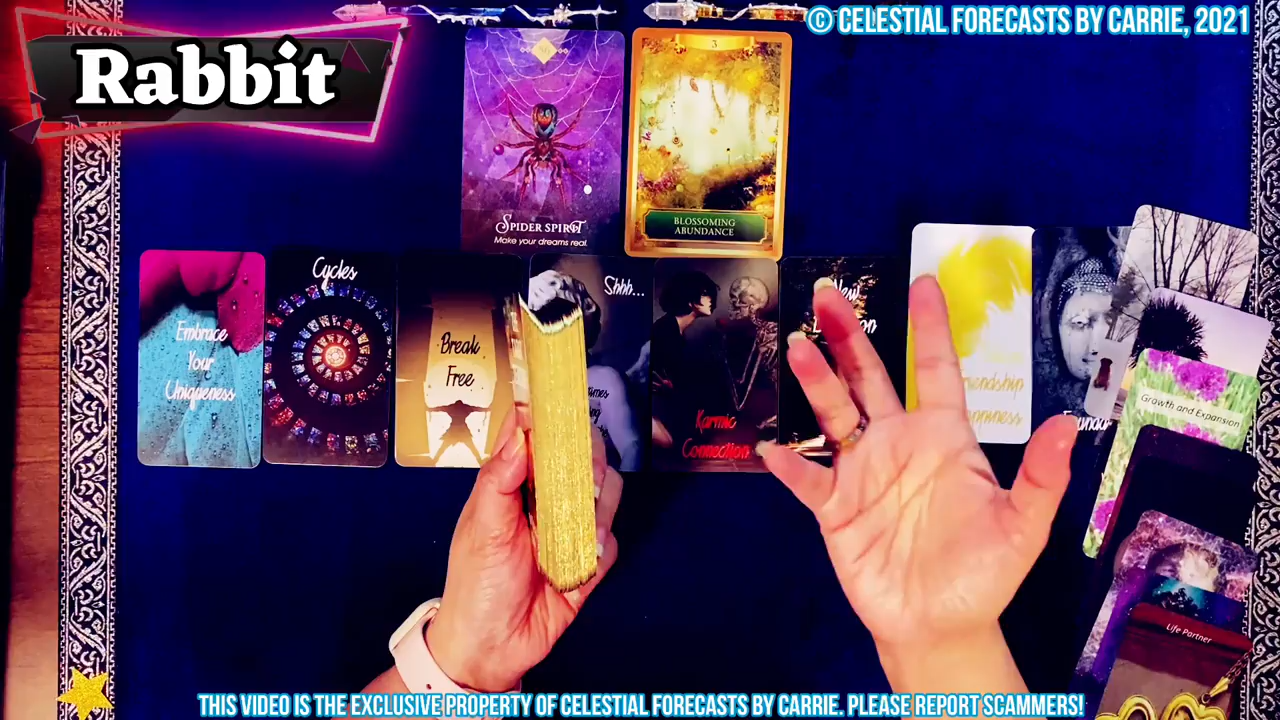 Rabbit
© CELESTIAL FORECASTS BY CARRIE, 2021
3
SPIDER SPIRIT
Make your dreams real
BLOSSOMING
ABUNDANCE
Embrace
Your
Uniqueness
Cycles
Break
Free
Shhh...
Karmic
Connection
Growth and Expansion
Life Partner
THIS VIDEO IS THE EXCLUSIVE PROPERTY OF CELESTIAL FORECASTS BY CARRIE. PLEASE REPORT SCAMMERS!